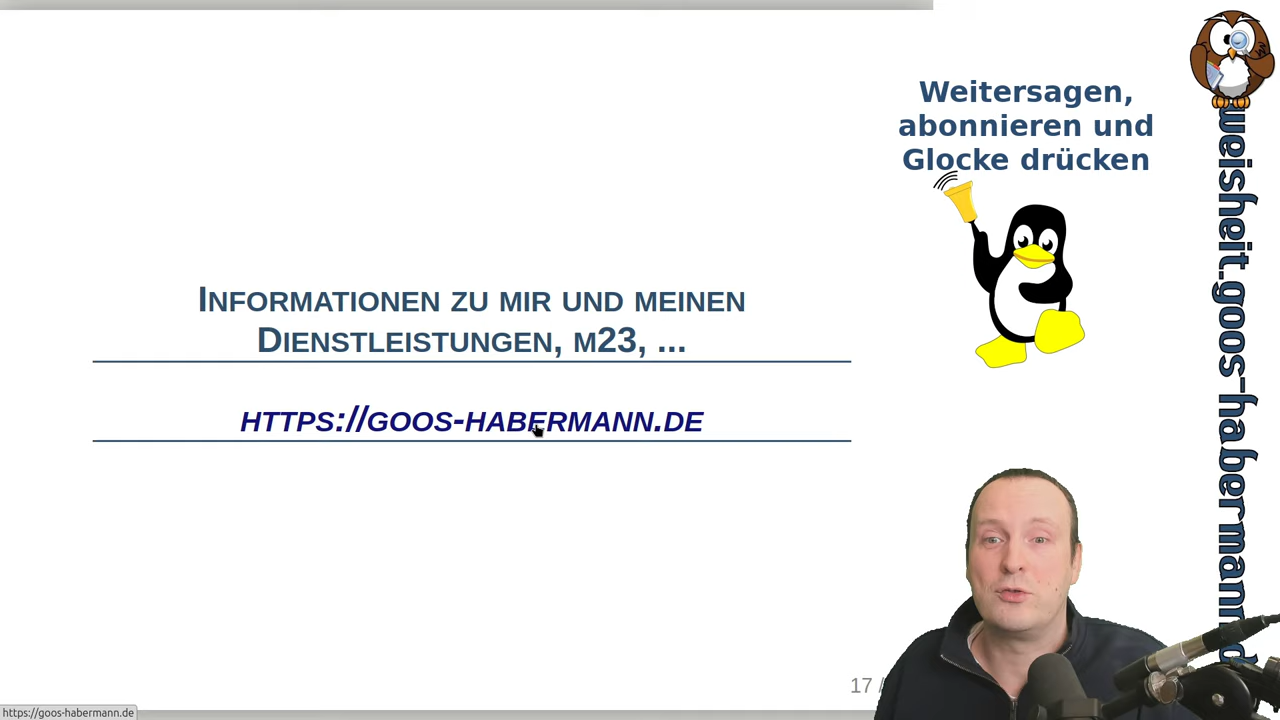 Weitersagen,
abonnieren und
Glocke drücken
INFORMATIONEN ZU MIR UND MEINEN
DIENSTLEISTUNGEN, M23, ...
HTTPS://GOOS-HABERMANN.DE
weisheit.goos-habermann.d
17 /
https://goos-habermann.de